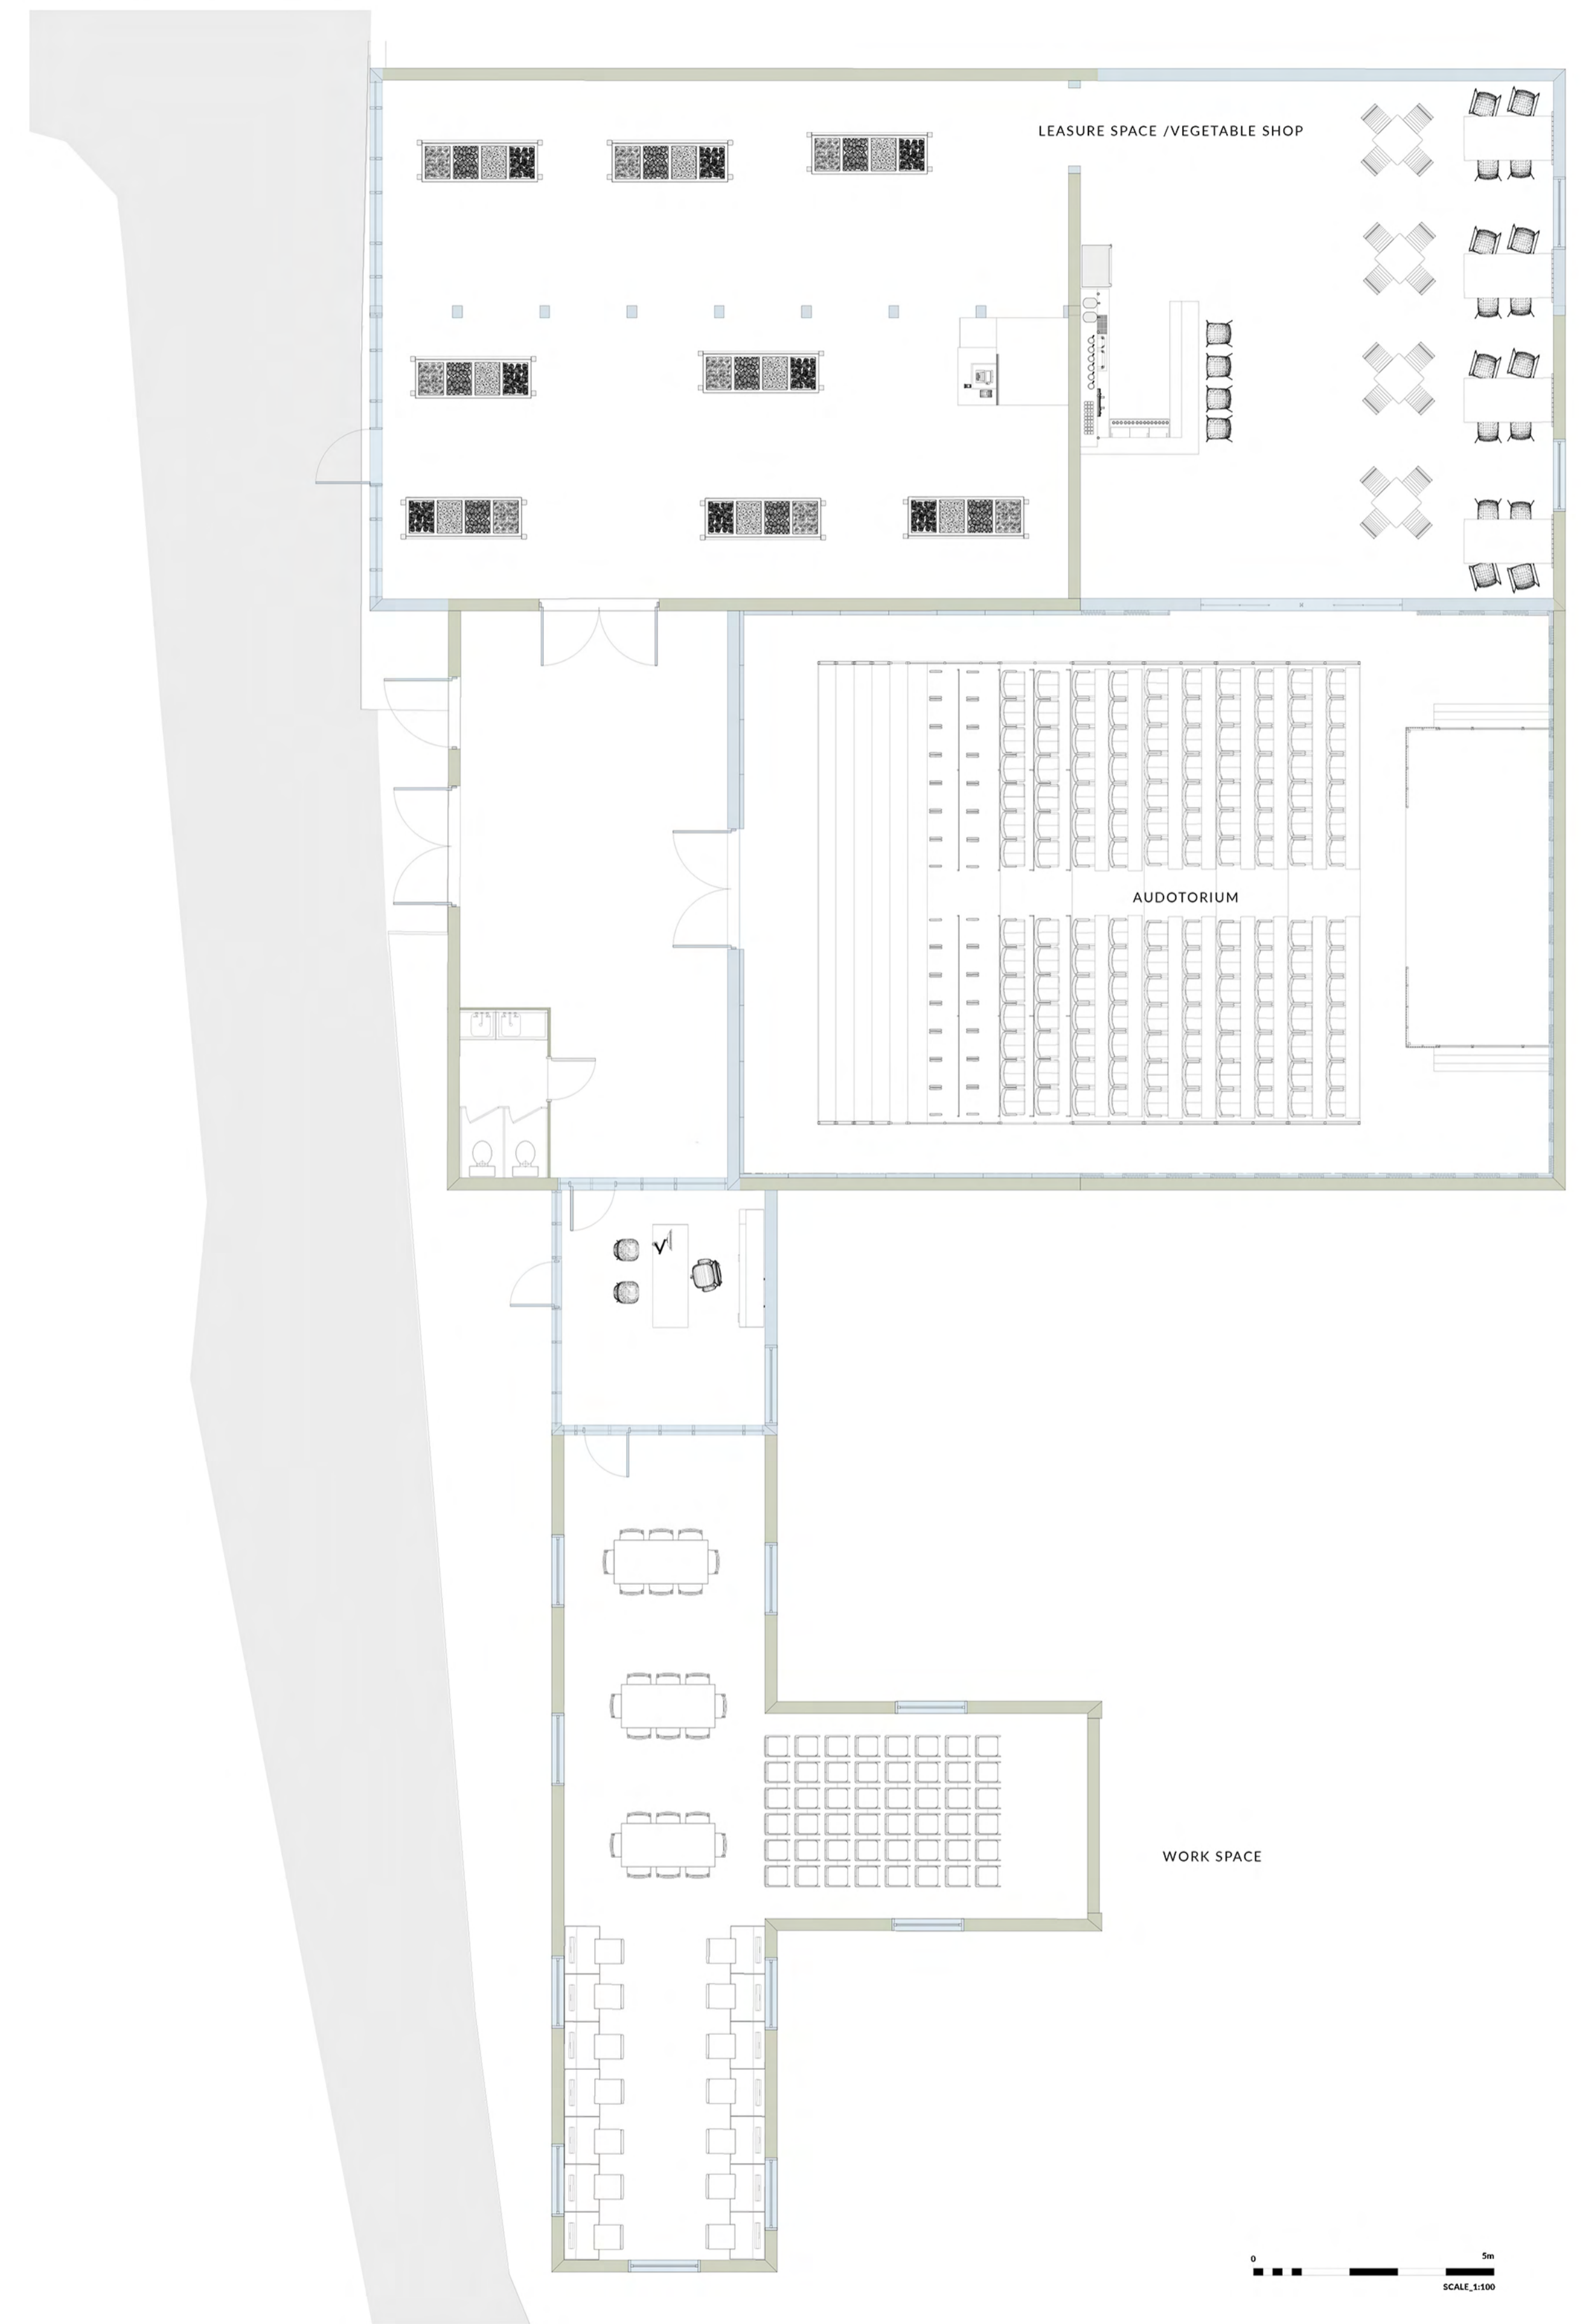 LEASURE SPACE /VEGETABLE SHOP
AUDOTORIUM
WORK SPACE
0 5m
SCALE_1:100